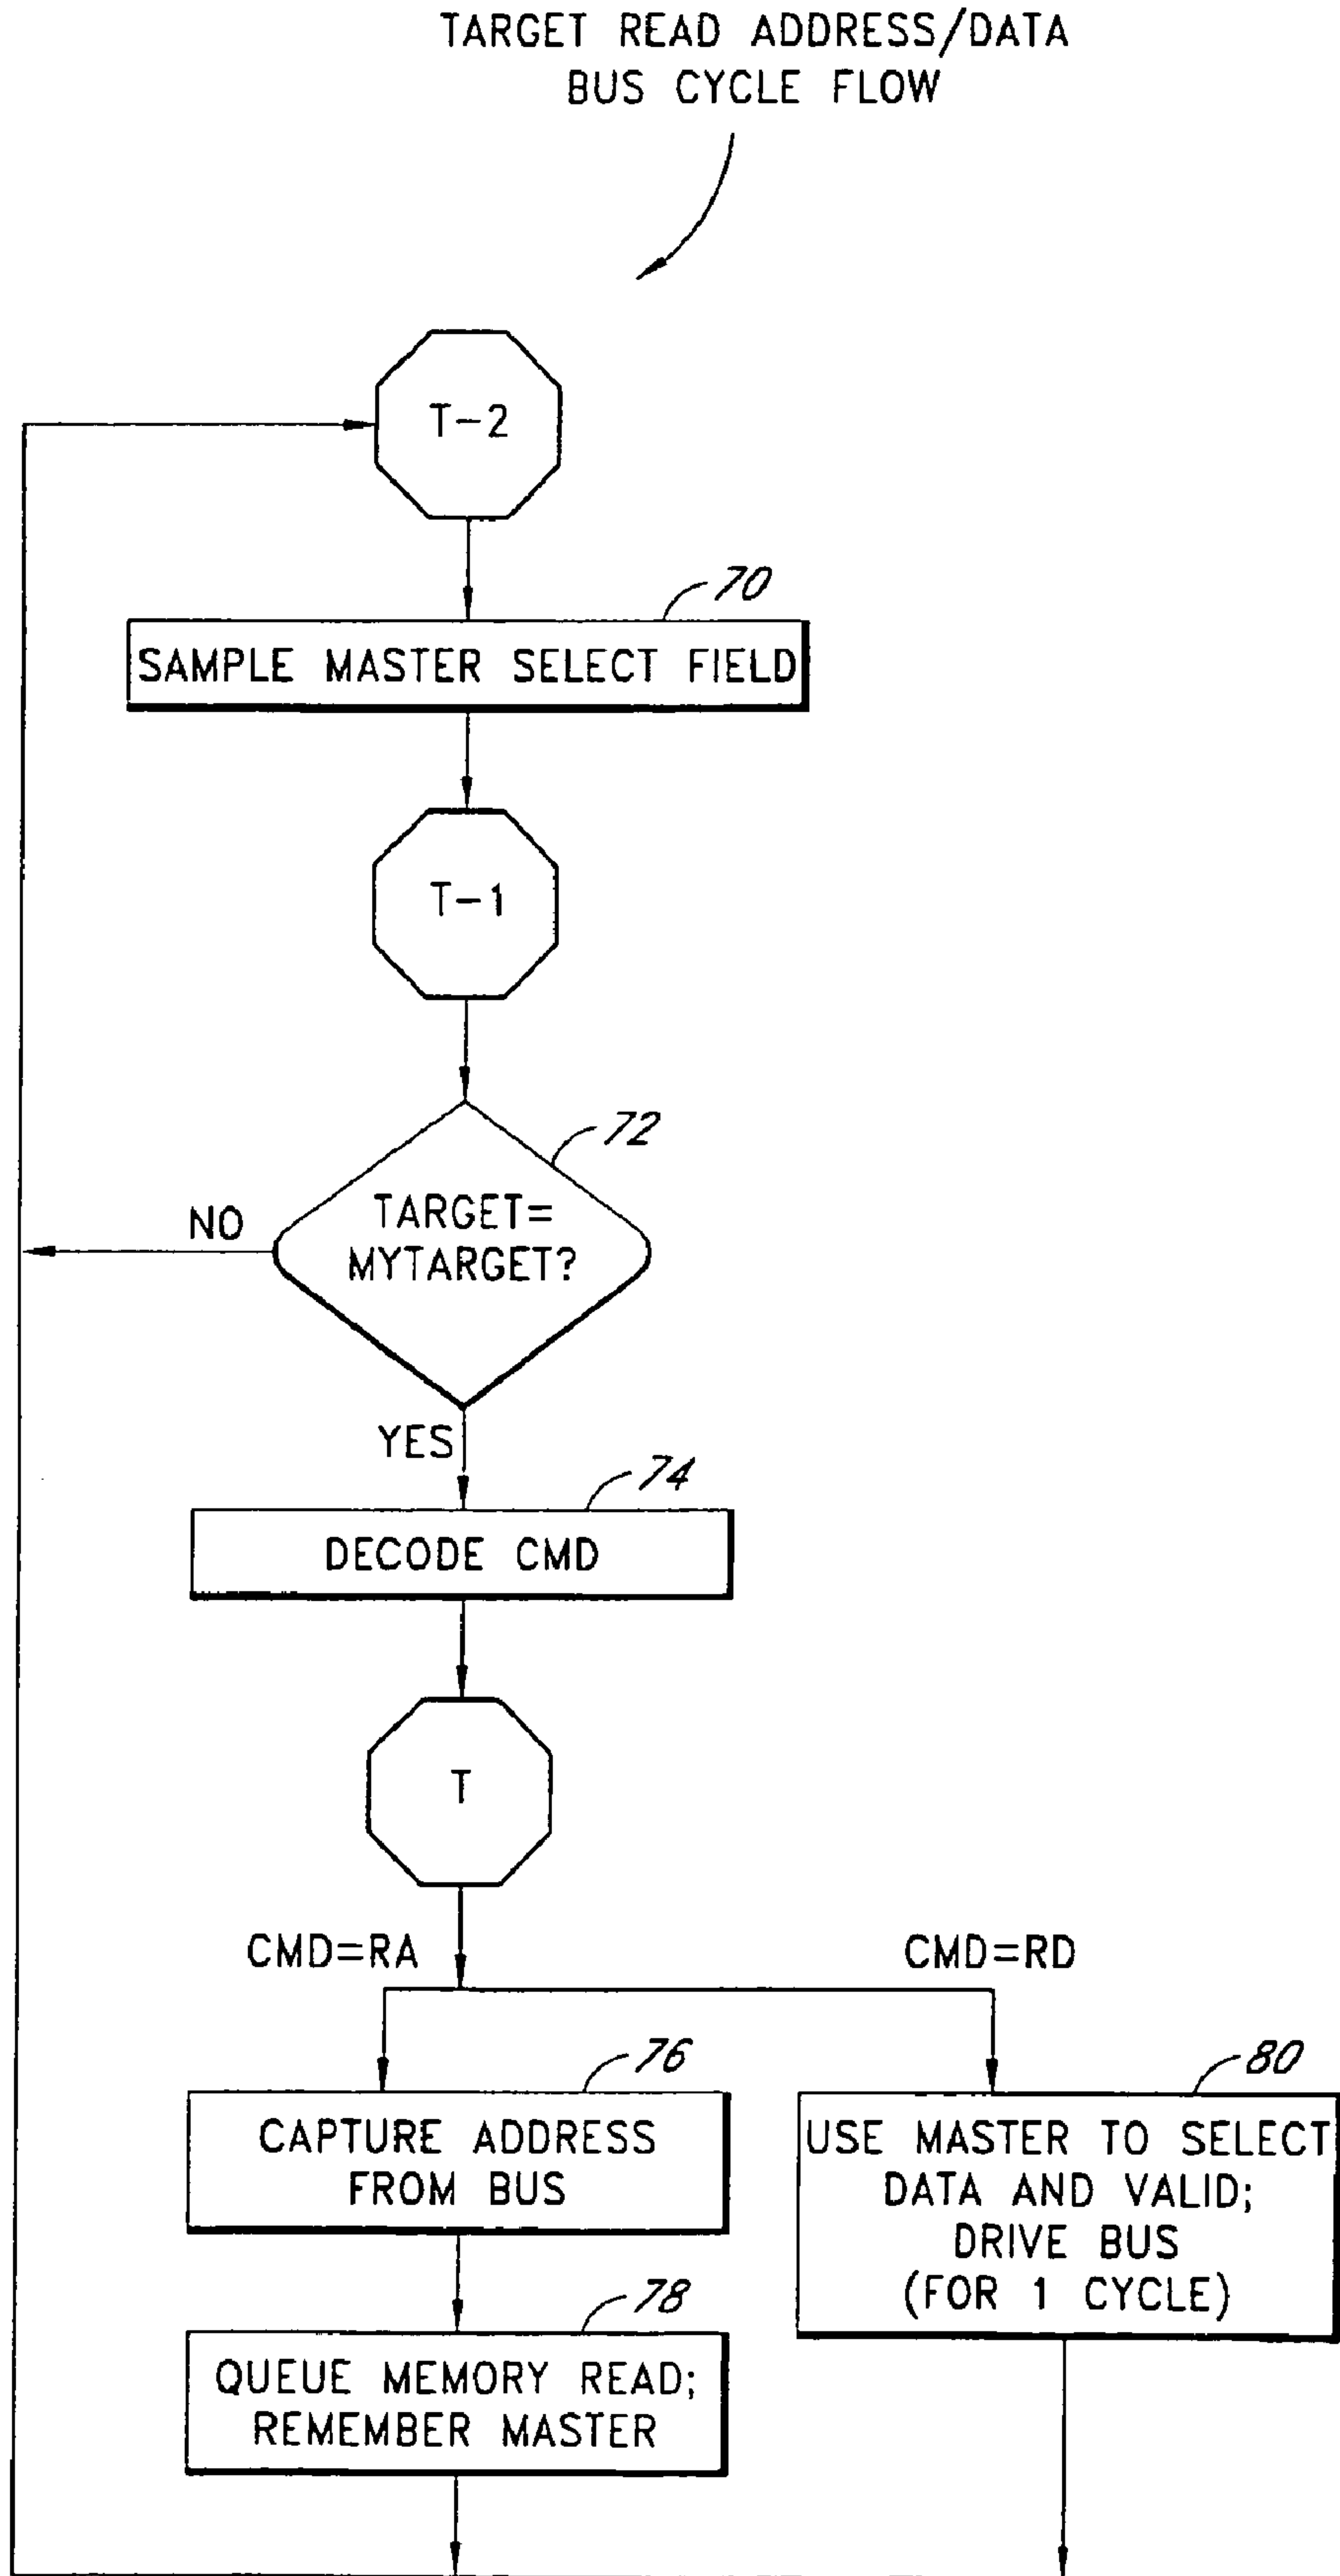 TARGET READ ADDRESS/DATA
BUS CYCLE FLOW
T-2
70
SAMPLE MASTER SELECT FIELD
T-1
72
TARGET=
MYTARGET?
NO
YES
74
DECODE CMD
T
CMD=RA
CMD=RD
76
CAPTURE ADDRESS
FROM BUS
80
USE MASTER TO SELECT
DATA AND VALID;
DRIVE BUS
(FOR 1 CYCLE)
78
QUEUE MEMORY READ;
REMEMBER MASTER